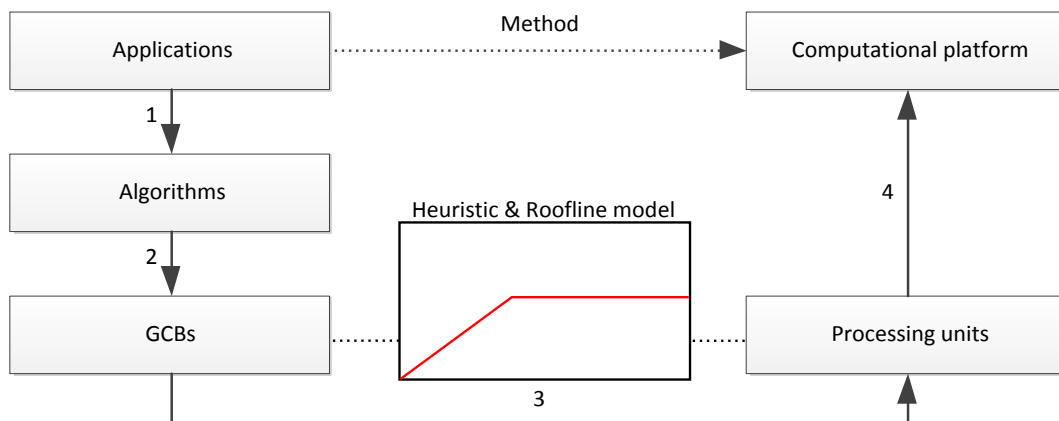 Method
Applications
Computational platform
1
Algorithms
4
Heuristic & Roofline model
2
GCBs
Processing units
3